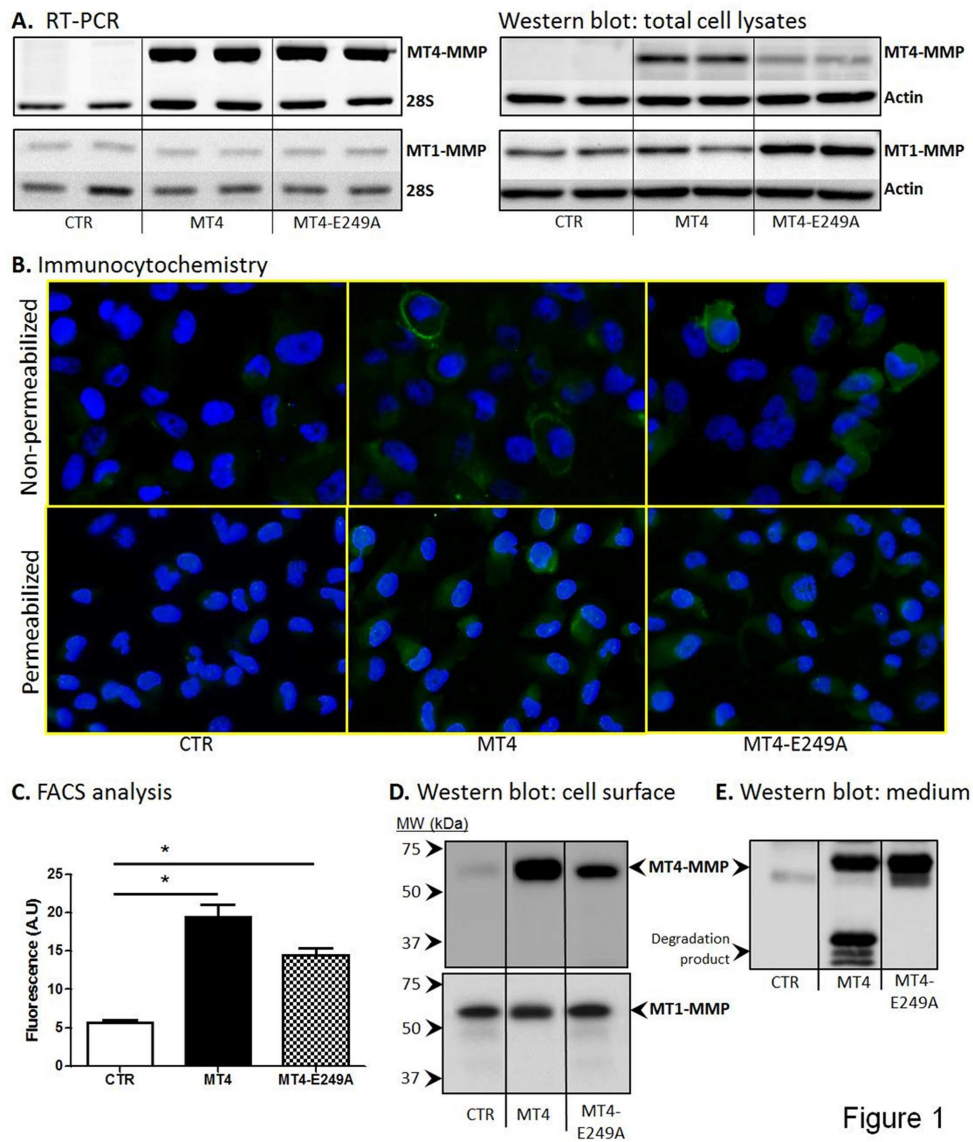 A. RT-PCR
Western blot: total cell lysates
MT4-MMP
28S
MT1-MMP
28S
CTR MT4 MT4-E249A
MT4-MMP
Actin
MT1-MMP
Actin
CTR MT4 MT4-E249A
B. Immunocytochemistry
Non-permeabilized
Permeabilized
CTR MT4 MT4-E249A
C. FACS analysis
Fluorescence (A.U)
25
20
15
10
5
0
CTR MT4 MT4-E249A
*
*
D. Western blot: cell surface
MW (kDa)
75
50
37
MT4-MMP
75
50
37
MT1-MMP
CTR MT4 MT4-
E249A
E. Western blot: medium
Degradation
product
CTR MT4 MT4-
E249A
Figure 1